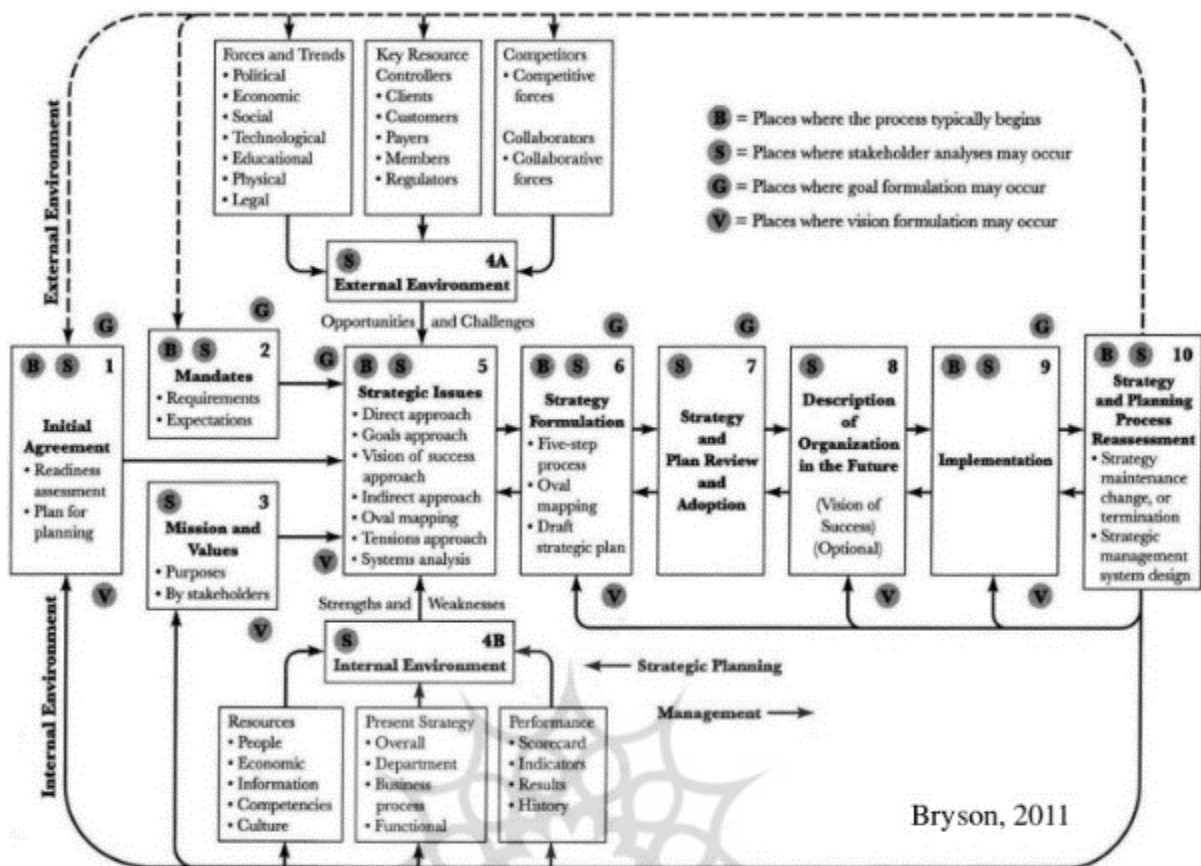 Forces and Trends
• Political
• Economic
• Social
• Technological
• Educational
• Physical
• Legal
Key Resource
Controllers
• Clients
• Customers
• Payers
• Members
• Regulators
Competitors
• Competitive
forces
Collaborators
• Collaborative
forces
B = Places where the process typically begins
S = Places where stakeholder analyses may occur
G = Places where goal formulation may occur
V = Places where vision formulation may occur
External Environment
S 4A
External Environment
Opportunities and Challenges
G
B S 1
Initial
Agreement
• Readiness
assessment
• Plan for
planning
V
G
B S 2
Mandates
• Requirements
• Expectations
S 3
Mission and
Values
• Purposes
• By stakeholders
V
G
B S 5
Strategic Issues
• Direct approach
• Goals approach
• Vision of success
approach
• Indirect approach
• Oval mapping
• Tensions approach
• Systems analysis
V
G
B S 6
Strategy
Formulation
• Five-step
process
• Oval
mapping
• Draft
strategic plan
V
G
S 7
Strategy
and
Plan Review
and
Adoption
S 8
Description
of
Organization
in the Future
(Vision of
Success)
(Optional)
V
G
B S 9
Implementation
V
B S 10
Strategy
and Planning
Process
Reassessment
• Strategy
maintenance
change, or
termination
• Strategic
management
system design
Strengths and Weaknesses
S 4B
Internal Environment
Strategic Planning
Management
Internal Environment
Resources
• People
• Economic
• Information
• Competencies
• Culture
Present Strategy
• Overall
• Department
• Business
process
• Functional
Performance
• Scorecard
• Indicators
• Results
• History
Bryson, 2011